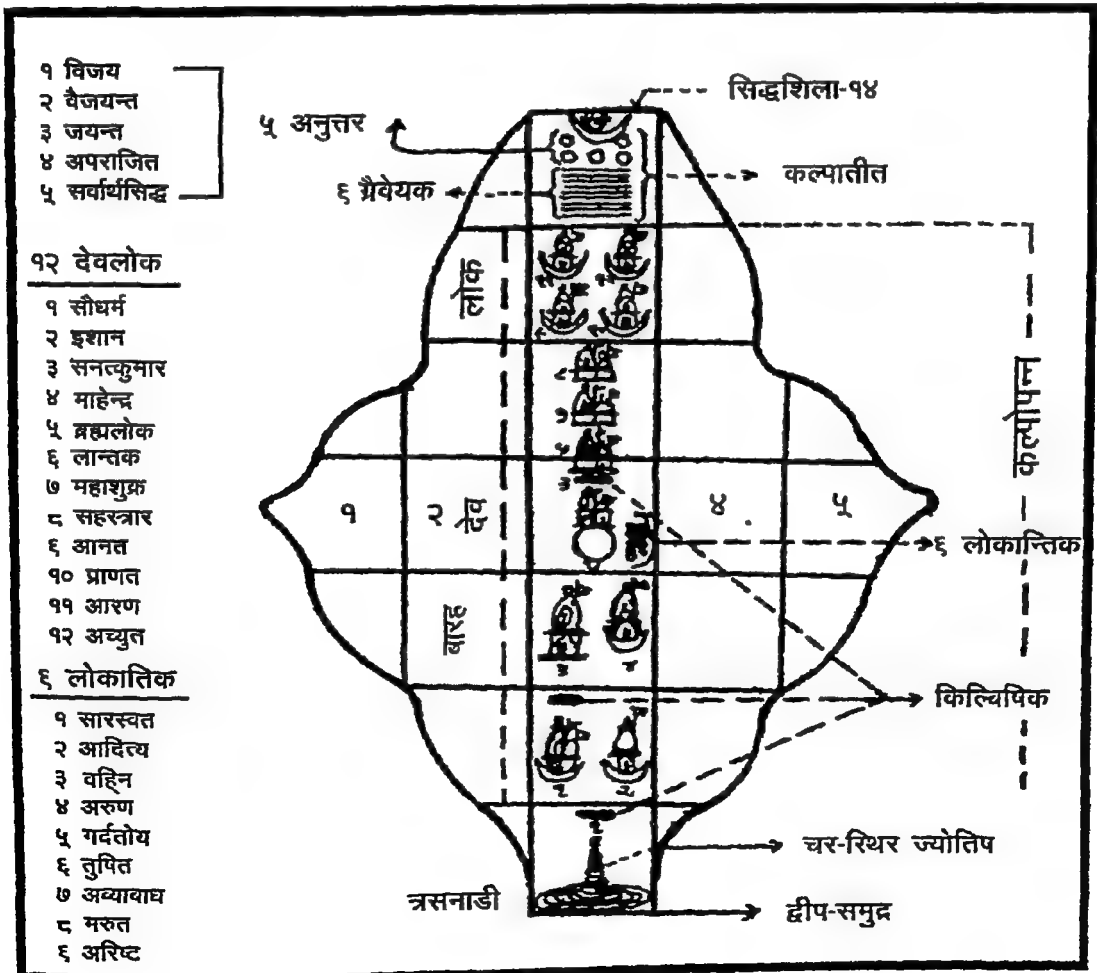 १ विजय
२ वैजयन्त
३ जयन्त
४ अपराजित
५ सर्वार्थसिद्ध
१२ देवलोक
१ सौधर्म
२ इशान
३ सनत्कुमार
४ माहेन्द्र
५ ब्रह्मलोक
६ लान्तक
७ महाशुक्र
८ सहस्त्रार
६ आनत
१० प्राणत
११ आरण
१२ अच्युत
६ लोकातिक
१ सारस्वत
२ आदित्य
३ वह्नि
४ अरुण
५ गर्दतोय
६ तुषित
७ अव्यावाध
८ मरुत
६ अरिष्ट
सिद्धशिला-१४
५ अनुत्तर
६ ग्रैवेयक
कल्पातीत
लोक
देव
वारह
१
२
४
५
कल्पोपन्न
६ लोकान्तिक
किल्विषिक
चर-रिथर ज्योतिष
त्रसनाडी
द्वीप-समुद्र